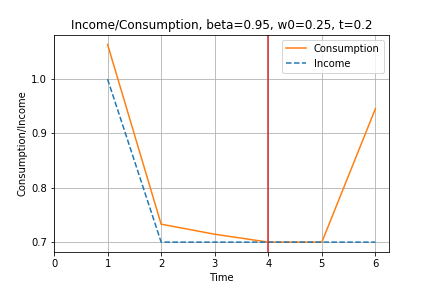 Income/Consumption, beta=0.95, w0=0.25, t=0.2
Consumption
Income
Consumption/Income
1.0
0.9
0.8
0.7
0 1 2 3 4 5 6
Time